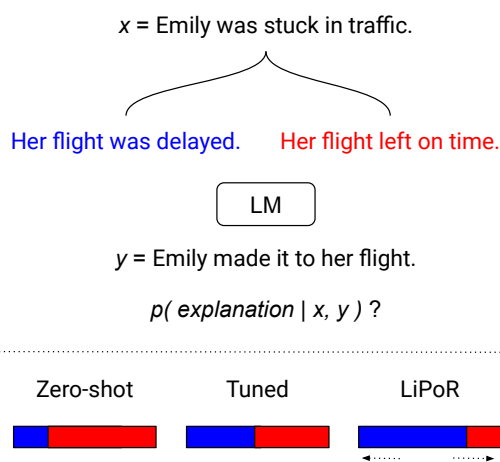 x = Emily was stuck in traffic.
Her flight was delayed. Her flight left on time.
LM
y = Emily made it to her flight.
p( explanation | x, y ) ?
Zero-shot Tuned LiPoR